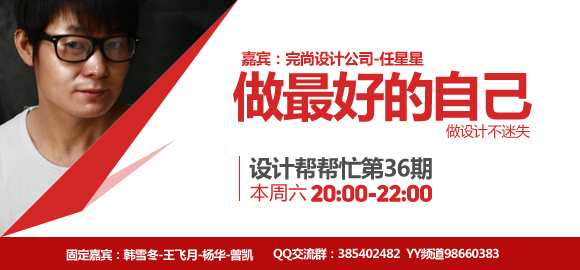 嘉宾：完尚设计公司-任星星
做最好的自己
做设计不迷失
设计帮帮忙第36期
本周六 20:00-22:00
固定嘉宾：韩雪冬-王飞月-杨华-曾凯 QQ交流群：385402482 YY频道98660383